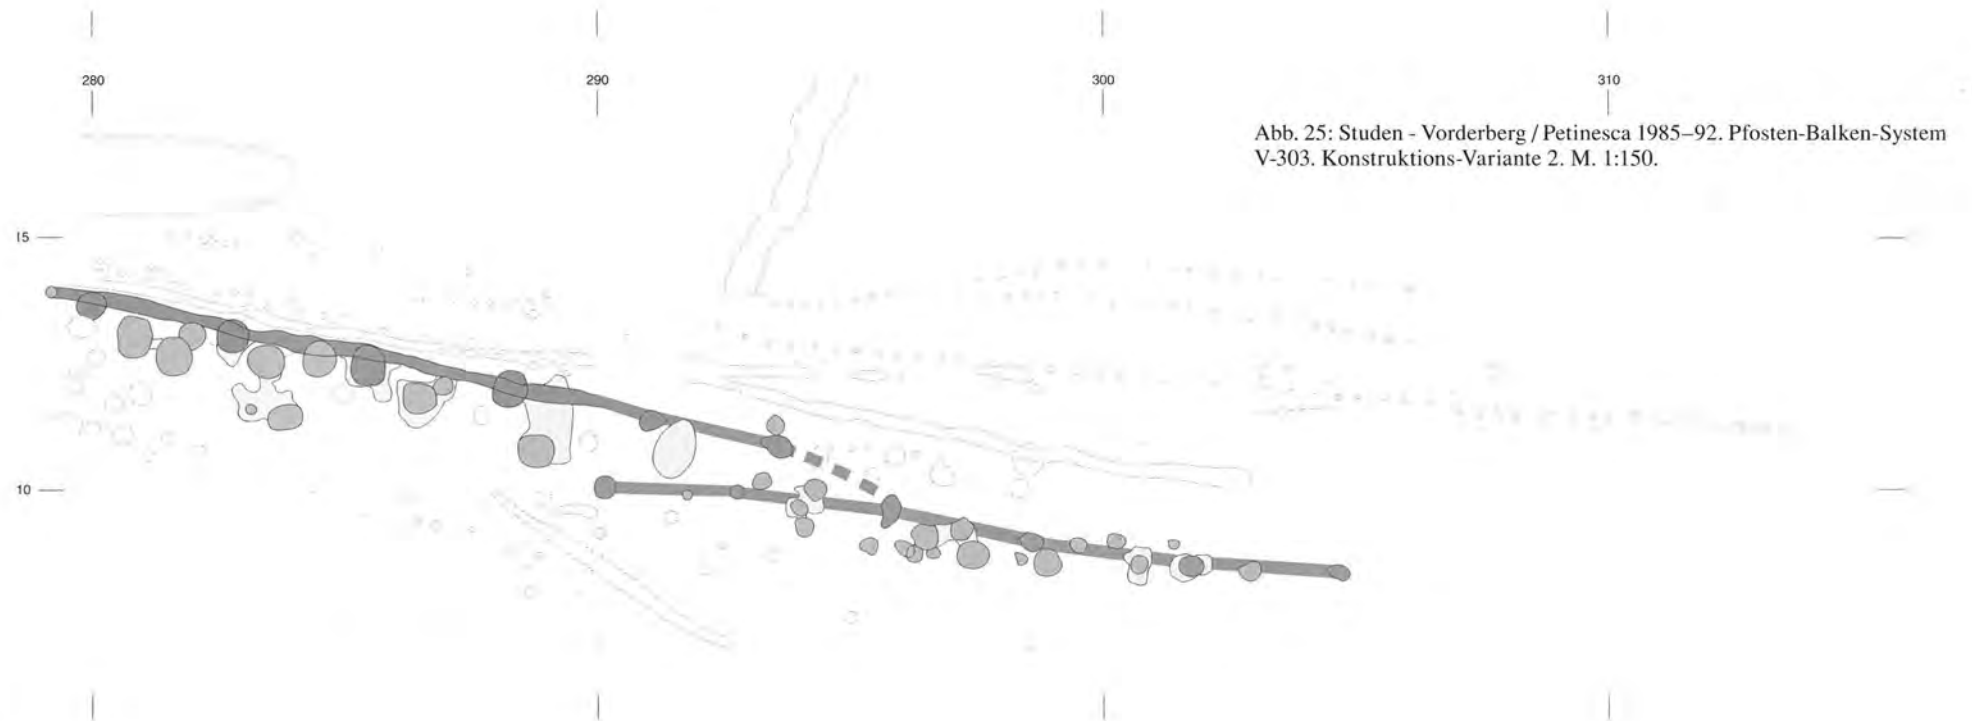 280 290 300 310
Abb. 25: Studen - Vorderberg / Petinesca 1985–92. Pfosten-Balken-System
V-303. Konstruktions-Variante 2. M. 1:150.
15
10